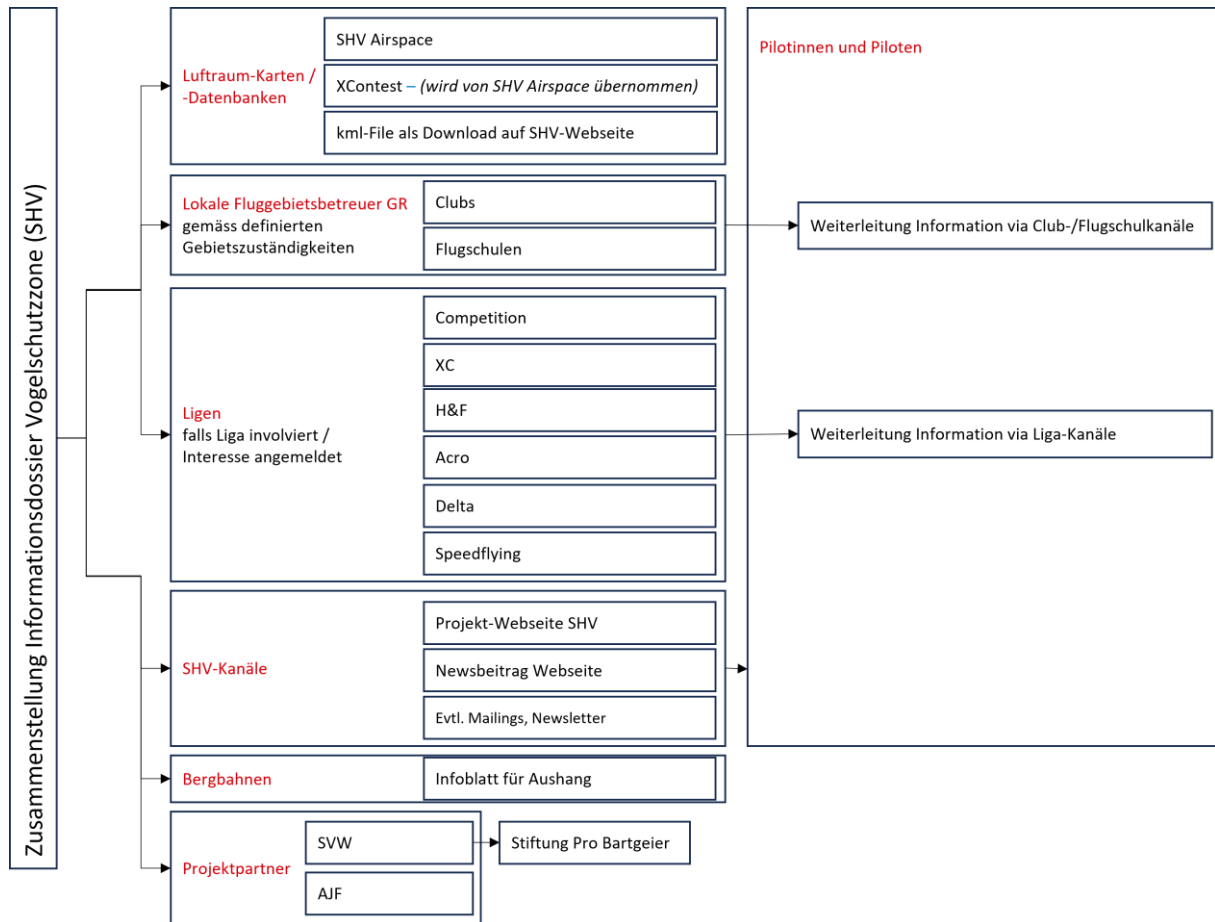 Zusammenstellung Informationsdossier Vogelschutzzone (SHV)
Luftraum-Karten /
-Datenbanken
SHV Airspace
XContest – (wird von SHV Airspace übernommen)
kml-File als Download auf SHV-Webseite
Pilotinnen und Piloten
Lokale Fluggebietsbetreuer GR
gemäss definierten
Gebietszuständigkeiten
Clubs
Flugschulen
Weiterleitung Information via Club-/Flugschulkanäle
Ligen
falls Liga involviert /
Interesse angemeldet
Competition
XC
H&F
Acro
Delta
Speedflying
Weiterleitung Information via Liga-Kanäle
SHV-Kanäle
Projekt-Webseite SHV
Newsbeitrag Webseite
Evtl. Mailings, Newsletter
Bergbahnen
Infoblatt für Aushang
Projektpartner
SVW
AJF
Stiftung Pro Bartgeier